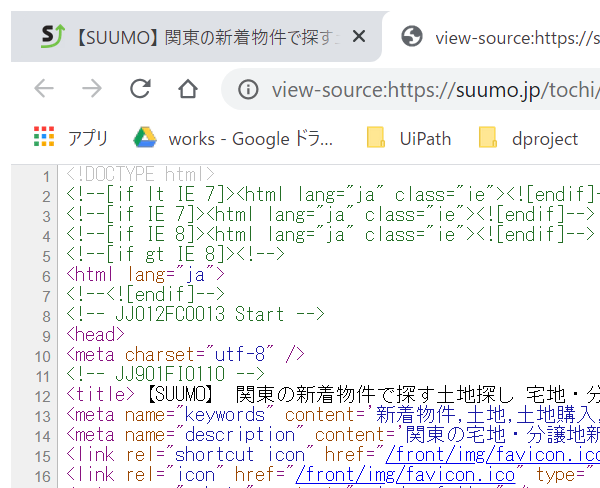 【SUUMO】関東の新着物件で探す
view-source:https://s
view-source:https://suumo.jp/tochi/
アプリ works - Google ドラ... UiPath dproject
1 <!DOCTYPE html>
2 <!--[if lt IE 7]><html lang="ja" class="ie"><![endif]-->
3 <!--[if IE 7]><html lang="ja" class="ie"><![endif]-->
4 <!--[if IE 8]><html lang="ja" class="ie"><![endif]-->
5 <!--[if gt IE 8]><!-->
6 <html lang="ja">
7 <!--<![endif]-->
8 <!-- JJ012FC0013 Start -->
9 <head>
10 <meta charset="utf-8" />
11 <!-- JJ901FI0110 -->
12 <title>【SUUMO】 関東の新着物件で探す土地探し 宅地・分
13 <meta name="keywords" content='新着物件,土地,土地購入,
14 <meta name="description" content='関東の宅地・分譲地新
15 <link rel="shortcut icon" href="/front/img/favicon.ico
16 <link rel="icon" href="/front/img/favicon.ico" type="